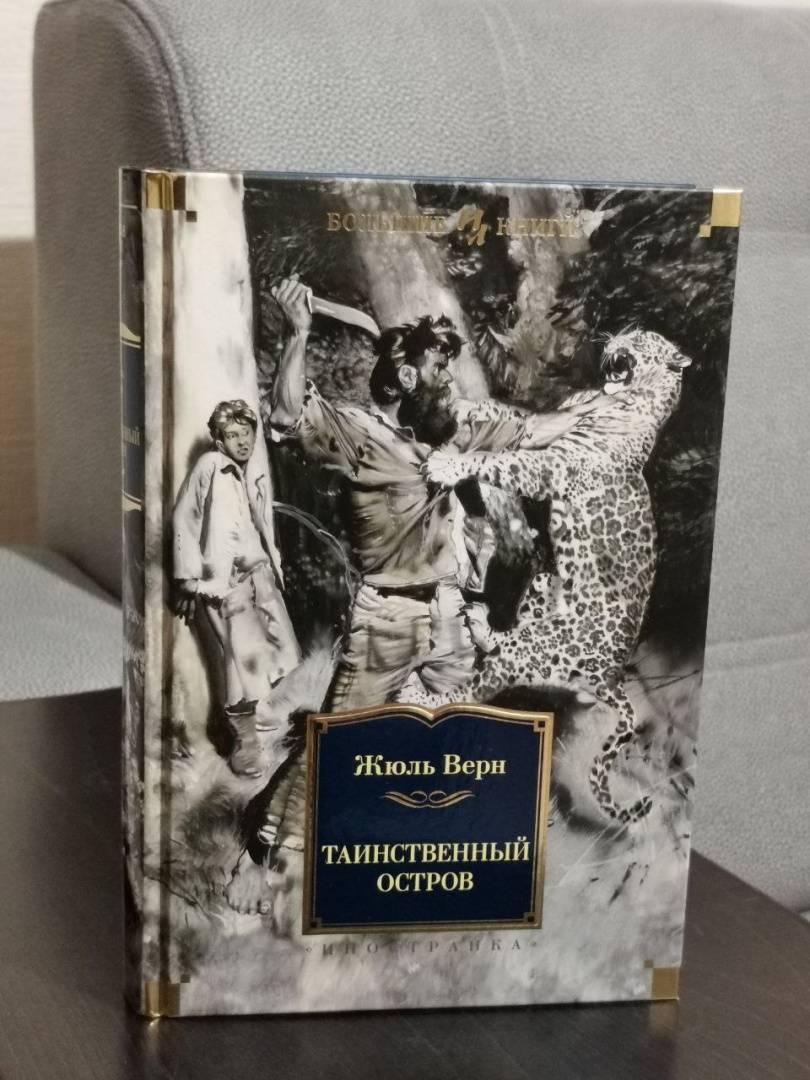 БОЛЬШИЕ КНИГИ
Жюль Верн
ТАИНСТВЕННЫЙ
ОСТРОВ
«ИНОСТРАНКА»